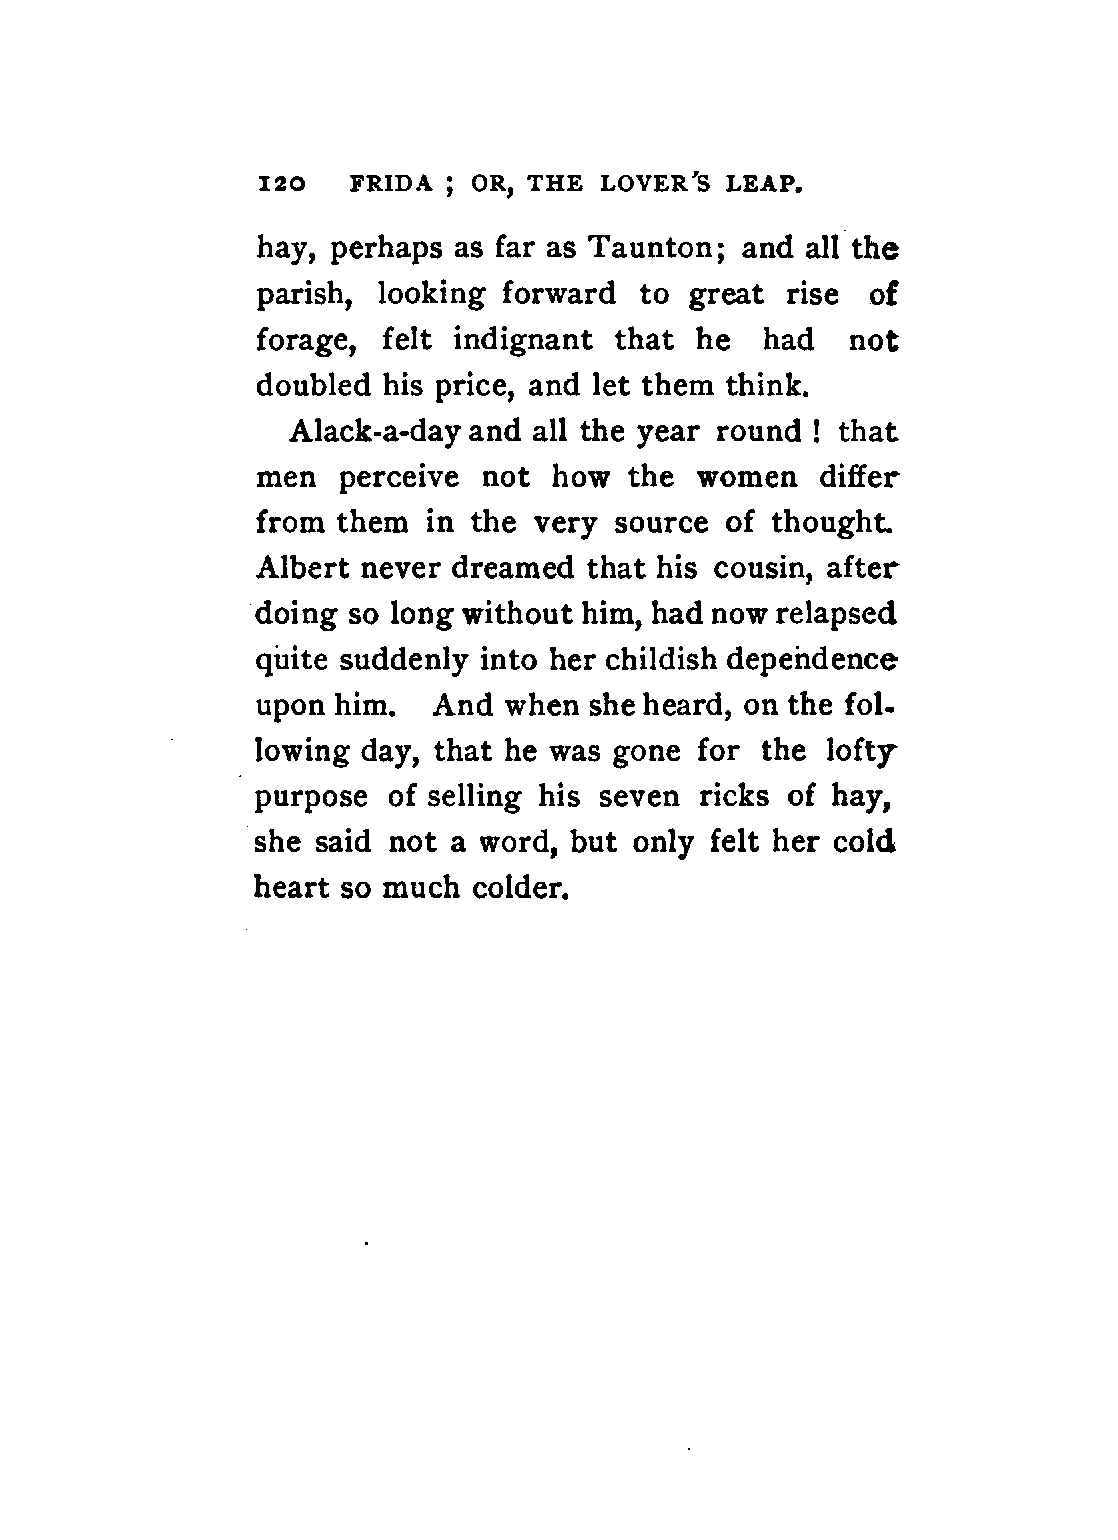 120 FRIDA ; OR, THE LOVER'S LEAP.
hay, perhaps as far as Taunton; and all the
parish, looking forward to great rise of
forage, felt indignant that he had not
doubled his price, and let them think.
Alack-a-day and all the year round ! that
men perceive not how the women differ
from them in the very source of thought.
Albert never dreamed that his cousin, after
doing so long without him, had now relapsed
quite suddenly into her childish dependence
upon him. And when she heard, on the fol-
lowing day, that he was gone for the lofty
purpose of selling his seven ricks of hay,
she said not a word, but only felt her cold
heart so much colder.